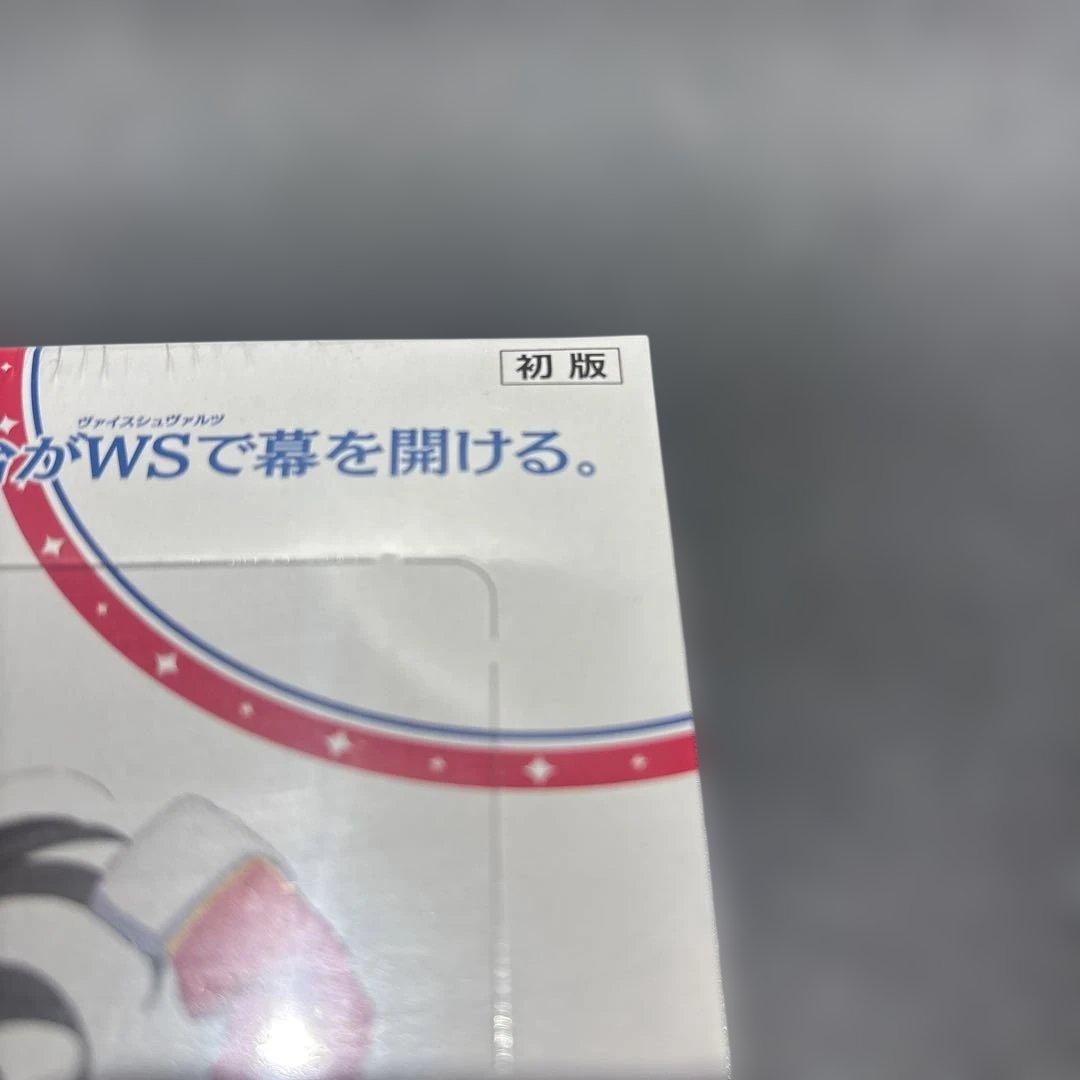 初版
ヴァイスシュヴァルツ
がWSで幕を開ける。